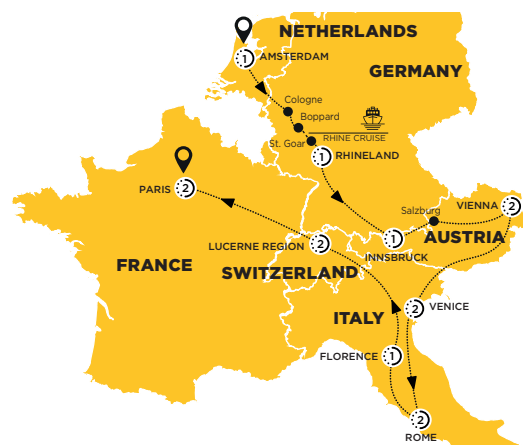 NETHERLANDS
1
AMSTERDAM
GERMANY
Cologne
Boppard
RHINE CRUISE
St. Goar
1
RHINELAND
PARIS
2
Salzburg
VIENNA
2
LUCERNE REGION
2
1
INNSBRUCK
AUSTRIA
FRANCE
SWITZERLAND
ITALY
2
VENICE
FLORENCE
1
2
ROME